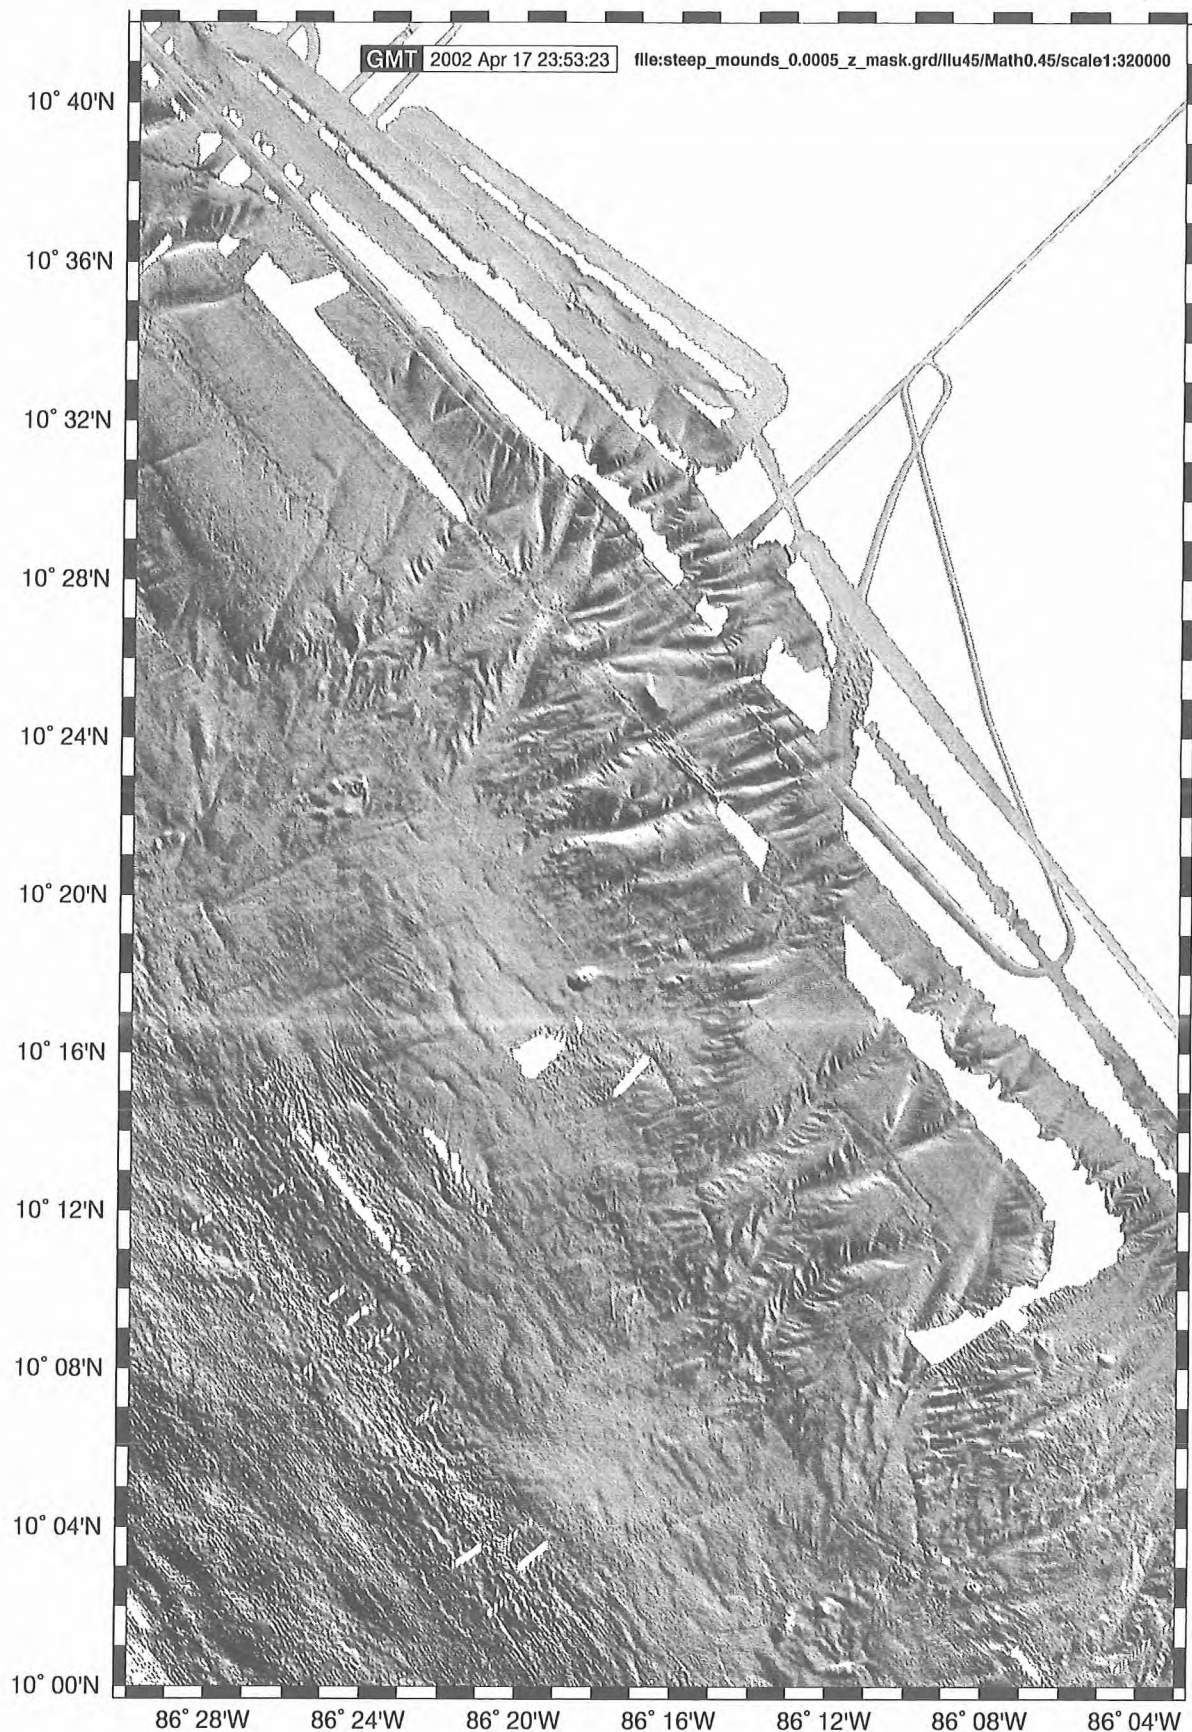 GMT 2002 Apr 17 23:53:23 file:steep_mounds_0.0005_z_mask.grd/Illu45/Math0.45/scale1:320000
10° 40'N
10° 36'N
10° 32'N
10° 28'N
10° 24'N
10° 20'N
10° 16'N
10° 12'N
10° 08'N
10° 04'N
10° 00'N
86° 28'W 86° 24'W 86° 20'W 86° 16'W 86° 12'W 86° 08'W 86° 04'W